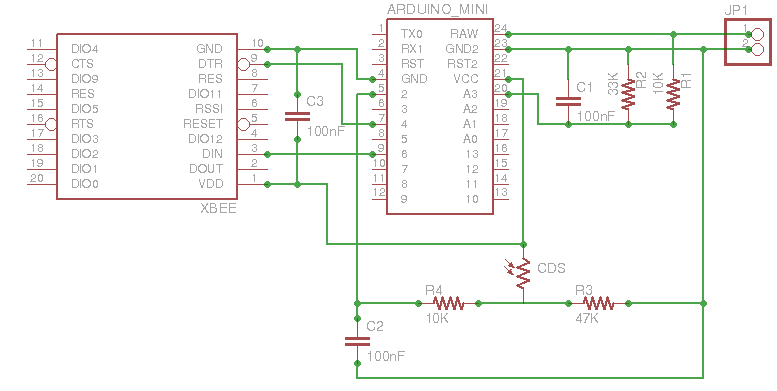 ARDUINO_MINI
JP1
1
2
11 DIO4 GND 10
12 CTS DTR 9
13 DIO9 RES 8
14 RES DIO11 7
15 DIO5 RSSI 6
16 RTS RESET 5
17 DIO3 DIO12 4
18 DIO2 DIN 3
19 DIO1 DOUT 2
20 DIO0 VDD 1
XBEE
C3
100nF
1 TX0 RAW 24
2 RX1 GND2 23
3 RST RST2 22
4 GND VCC 21
5 2 A3 20
6 3 A2 19
7 4 A1 18
8 5 A0 17
9 6 13 16
10 7 12 15
11 8 11 14
12 9 10 13
C1
100nF
R2
33K
R1
10K
CDS
R4
10K
R3
47K
C2
100nF